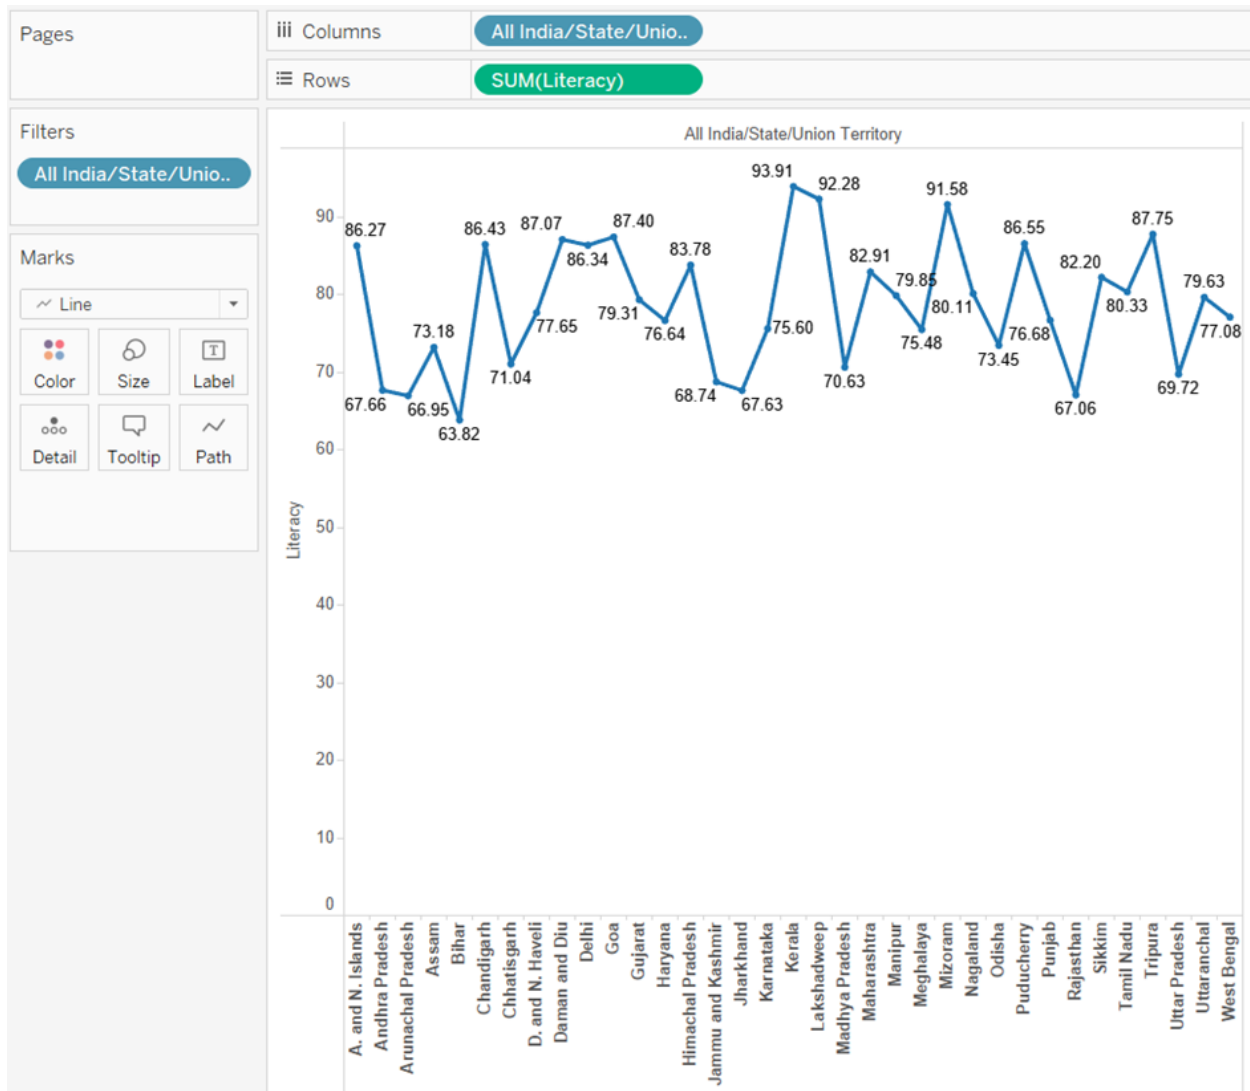 Pages
Columns
All India/State/Unio..
Rows
SUM(Literacy)
Filters
All India/State/Unio..
Marks
Line
Color
Size
Label
Detail
Tooltip
Path
All India/State/Union Territory
Literacy
90
80
70
60
50
40
30
20
10
0
86.27
67.66
66.95
73.18
63.82
86.43
71.04
77.65
87.07
86.34
87.40
79.31
76.64
83.78
68.74
67.63
75.60
93.91
92.28
70.63
82.91
79.85
75.48
91.58
80.11
73.45
86.55
76.68
67.06
82.20
80.33
87.75
69.72
79.63
77.08
A. and N. Islands
Andhra Pradesh
Arunachal Pradesh
Assam
Bihar
Chandigarh
Chhatisgarh
D. and N. Haveli
Daman and Diu
Delhi
Goa
Gujarat
Haryana
Himachal Pradesh
Jammu and Kashmir
Jharkhand
Karnataka
Kerala
Lakshadweep
Madhya Pradesh
Maharashtra
Manipur
Meghalaya
Mizoram
Nagaland
Odisha
Puducherry
Punjab
Rajasthan
Sikkim
Tamil Nadu
Tripura
Uttar Pradesh
Uttaranchal
West Bengal